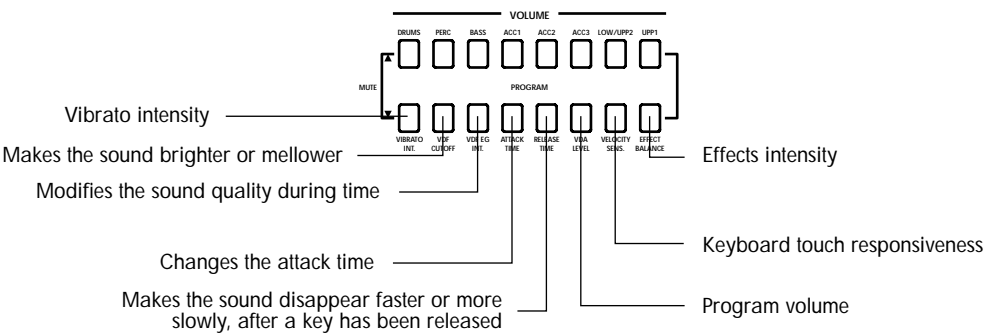 VOLUME
DRUMS PERC BASS ACC1 ACC2 ACC3 LOW/UPP2 UPP1
MUTE
PROGRAM
VIBRATO INT.
VDF CUTOFF
VDF EG INT.
ATTACK TIME
RELEASE TIME
VDA LEVEL
VELOCITY SENS.
EFFECT BALANCE
Vibrato intensity
Makes the sound brighter or mellower
Modifies the sound quality during time
Changes the attack time
Makes the sound disappear faster or more
slowly, after a key has been released
Effects intensity
Keyboard touch responsiveness
Program volume